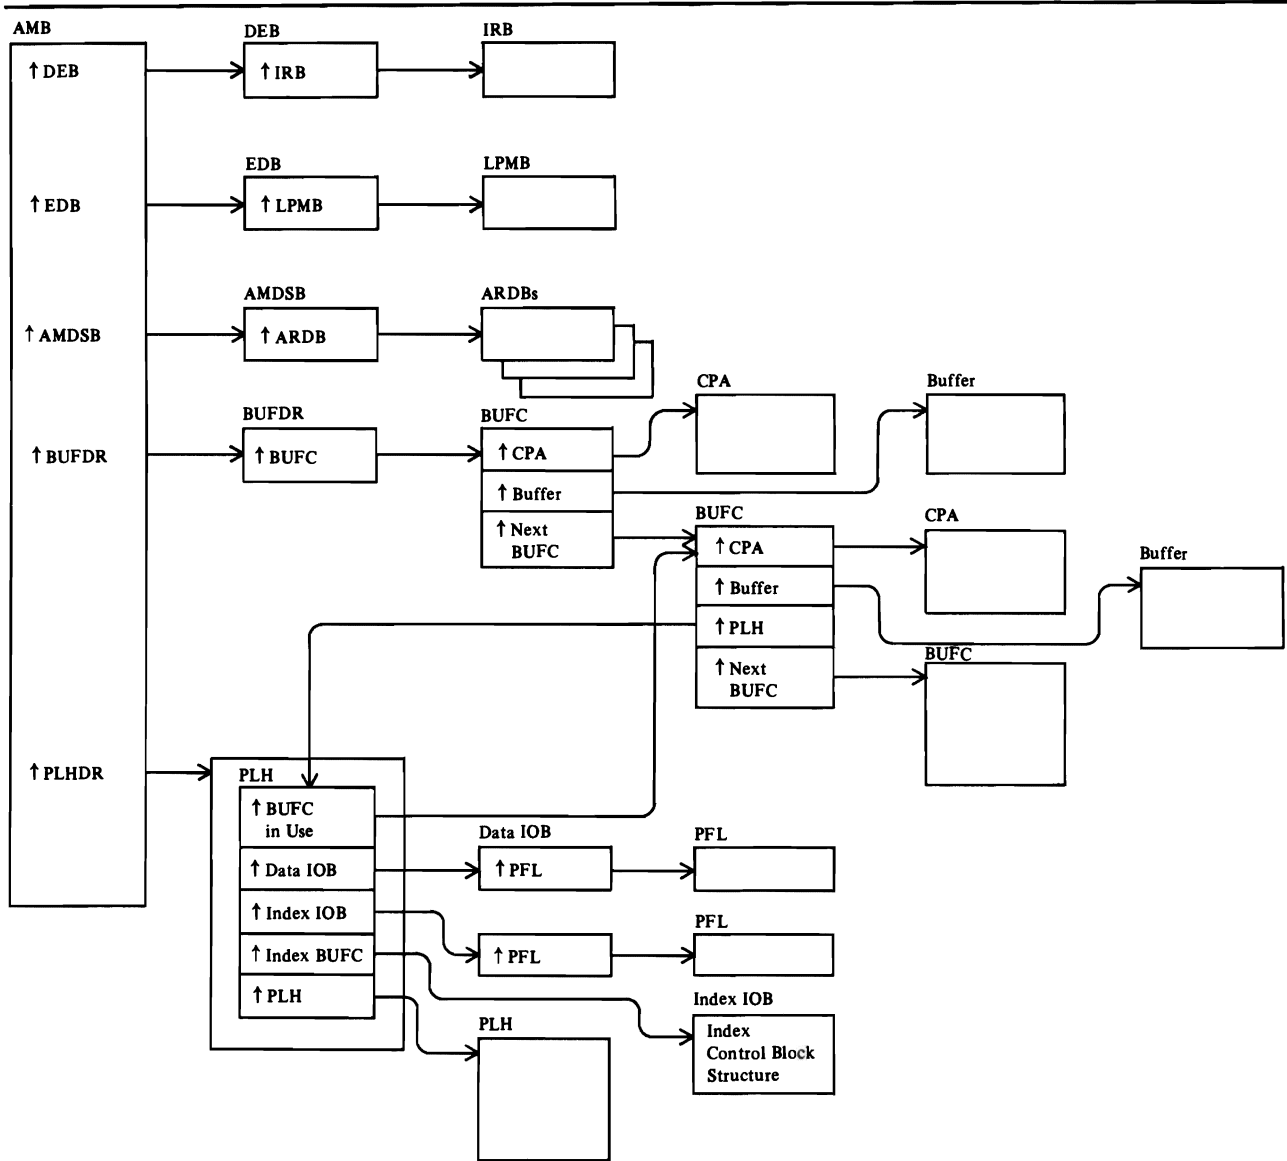 AMB
DEB
IRB
↑ DEB
↑ IRB
EDB
LPMB
↑ EDB
↑ LPMB
AMDSB
ARDBs
↑ AMDSB
↑ ARDB
CPA
Buffer
BUFDR
BUFC
↑ BUFDR
↑ BUFC
↑ CPA
↑ Buffer
↑ Next
BUFC
BUFC
CPA
Buffer
↑ CPA
↑ Buffer
↑ PLH
↑ Next
BUFC
BUFC
↑ PLHDR
PLH
↑ BUFC
in Use
Data IOB
PFL
↑ Data IOB
↑ PFL
PFL
↑ Index IOB
↑ Index BUFC
↑ PFL
↑ PLH
Index IOB
PLH
Index
Control Block
Structure